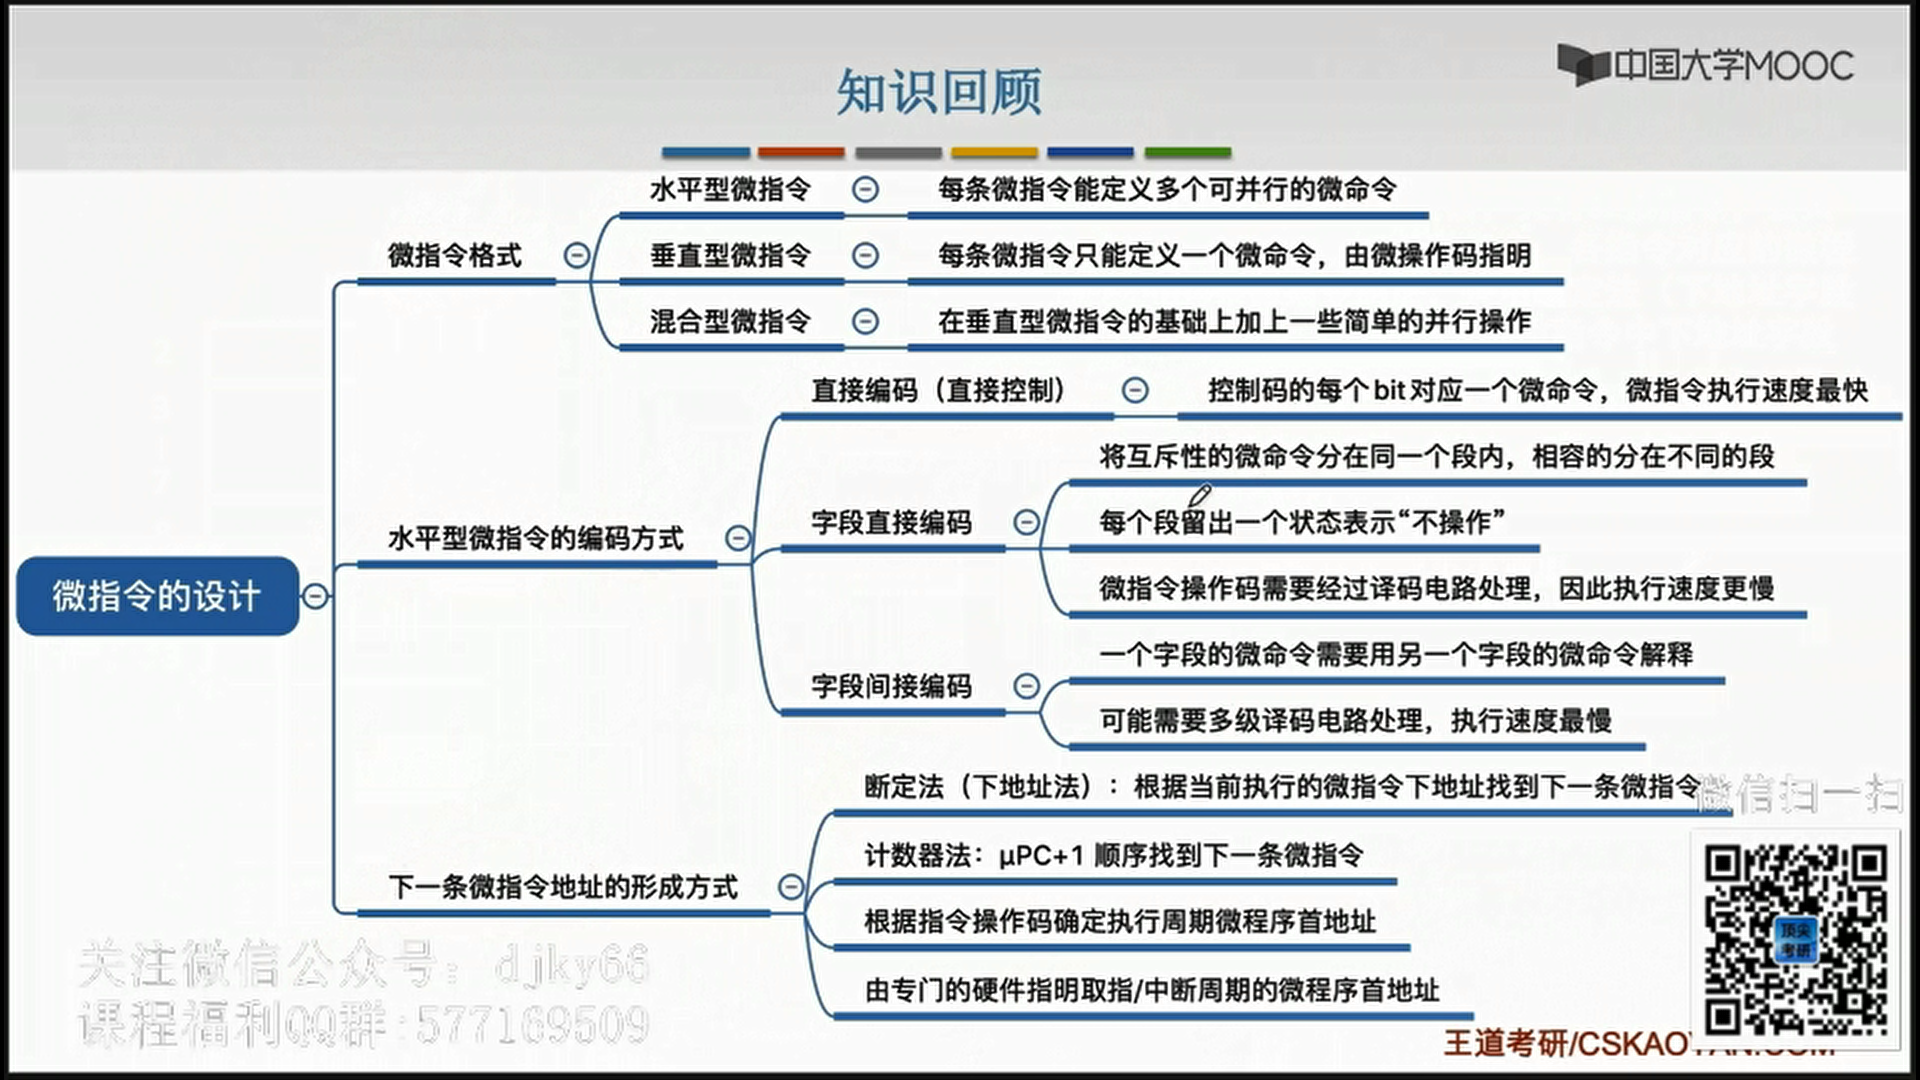 中国大学MOOC
知识回顾
微指令的设计
微指令格式
水平型微指令
每条微指令能定义多个可并行的微命令
垂直型微指令
每条微指令只能定义一个微命令，由微操作码指明
混合型微指令
在垂直型微指令的基础上加上一些简单的并行操作
水平型微指令的编码方式
直接编码（直接控制）
控制码的每个bit对应一个微命令，微指令执行速度最快
字段直接编码
将互斥性的微命令分在同一个段内，相容的分在不同的段
每个段留出一个状态表示“不操作”
微指令操作码需要经过译码电路处理，因此执行速度更慢
字段间接编码
一个字段的微命令需要用另一个字段的微命令解释
可能需要多级译码电路处理，执行速度最慢
下一条微指令地址的形成方式
断定法（下地址法）：根据当前执行的微指令下地址找到下一条微指令
计数器法：μPC+1 顺序找到下一条微指令
根据指令操作码确定执行周期微程序首地址
由专门的硬件指明取指/中断周期的微程序首地址
微信扫一扫
顶尖
考研
关注微信公众号：djky66
课程福利QQ群:577169509
王道考研/CSKAOYAN.COM